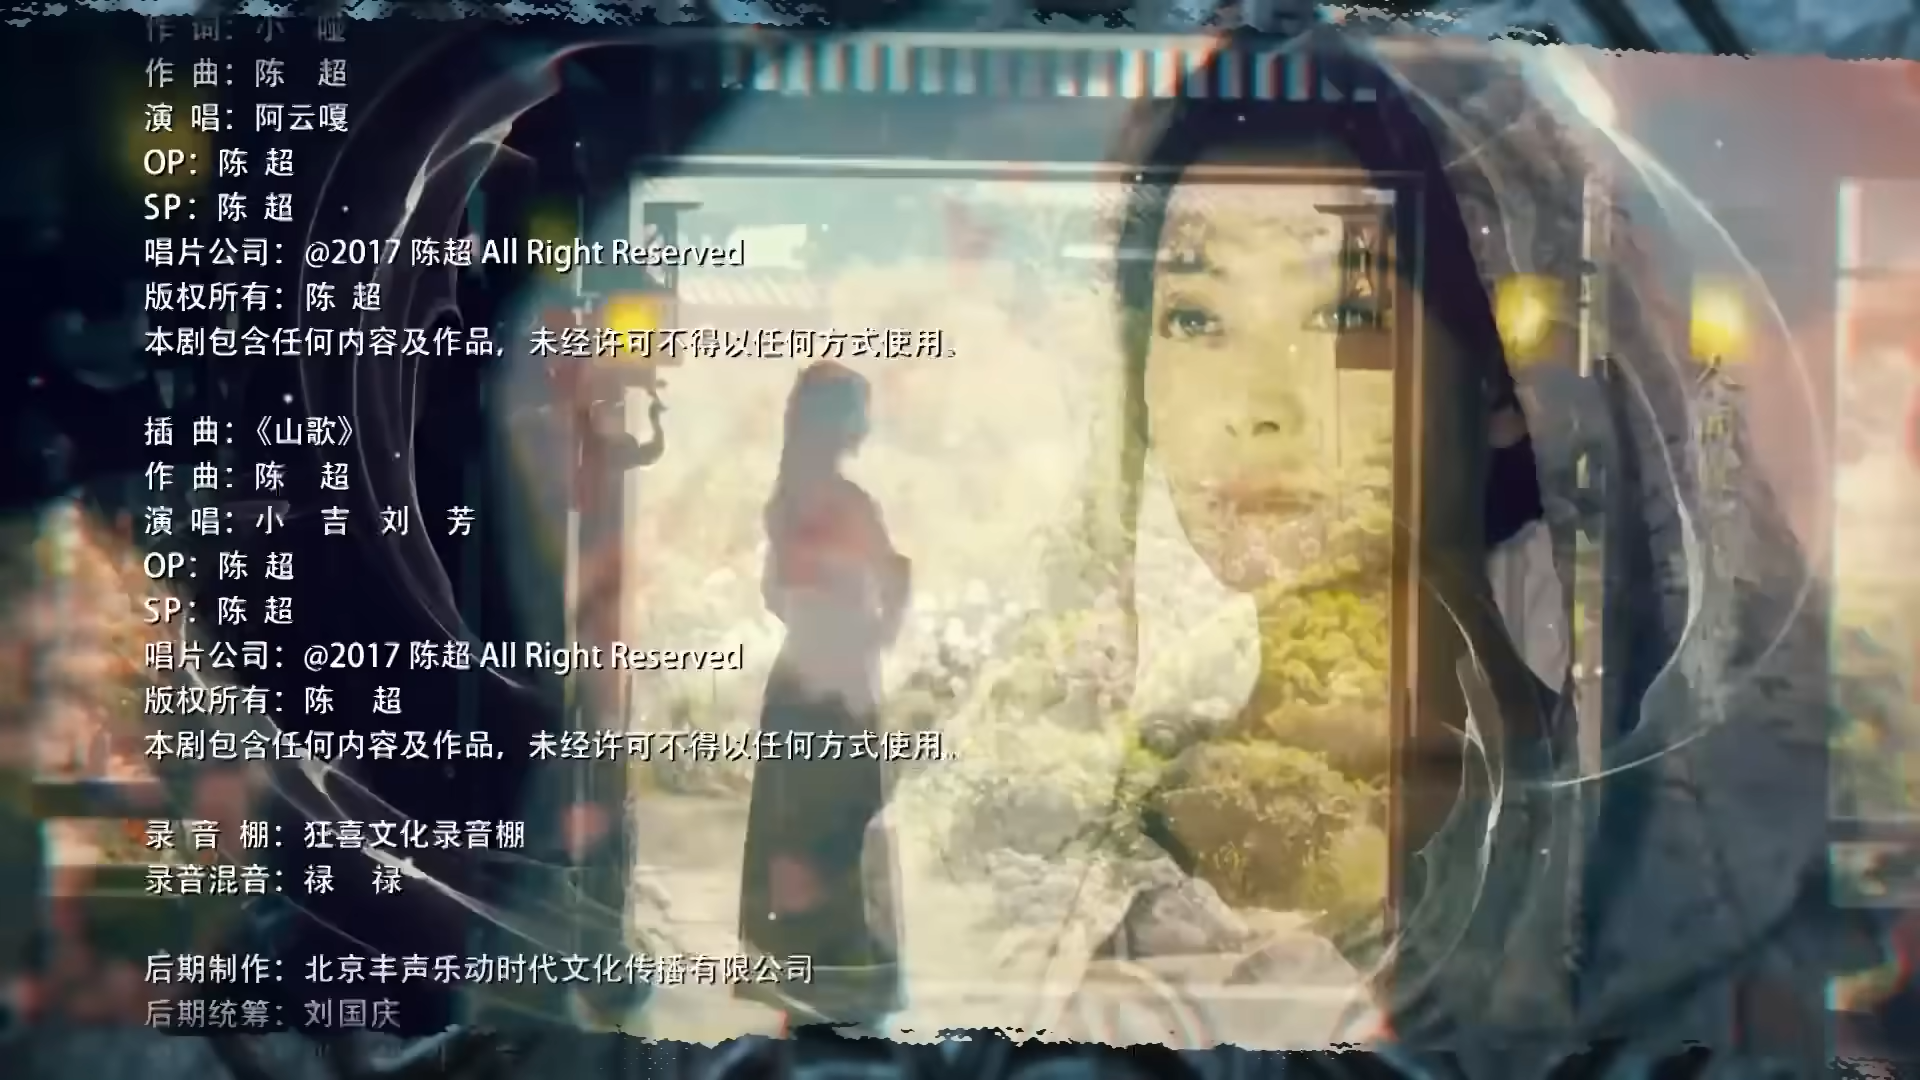 作 词：小 哑
作 曲：陈 超
演 唱：阿云嘎
OP：陈 超
SP：陈 超
唱片公司：@2017 陈超 All Right Reserved
版权所有：陈 超
本剧包含任何内容及作品，未经许可不得以任何方式使用。
插 曲：《山歌》
作 曲：陈 超
演 唱：小 吉 刘 芳
OP：陈 超
SP：陈 超
唱片公司：@2017 陈超 All Right Reserved
版权所有：陈 超
本剧包含任何内容及作品，未经许可不得以任何方式使用。
录 音 棚：狂喜文化录音棚
录音混音：禄 禄
后期制作：北京丰声乐动时代文化传播有限公司
后期统筹：刘国庆